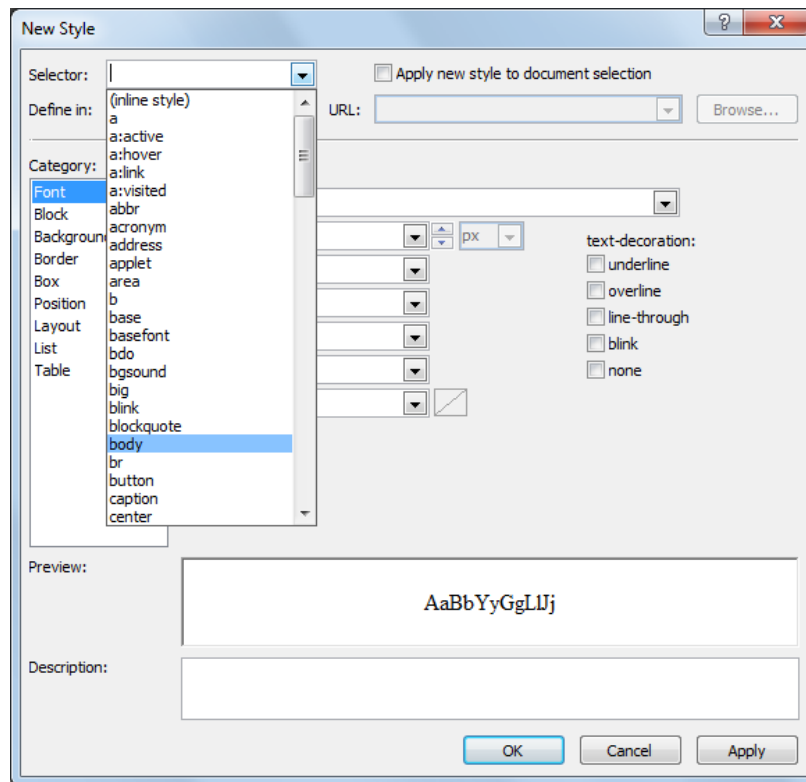 New Style
Selector:
Apply new style to document selection
Define in:
URL:
Browse...
(inline style)
a
a:active
a:hover
a:link
a:visited
abbr
acronym
address
applet
area
b
base
basefont
bdo
bgsound
big
blink
blockquote
body
br
button
caption
center
Category:
Font
Block
Background
Border
Box
Position
Layout
List
Table
px
text-decoration:
underline
overline
line-through
blink
none
Preview:
AaBbYyGgLlJj
Description:
OK
Cancel
Apply